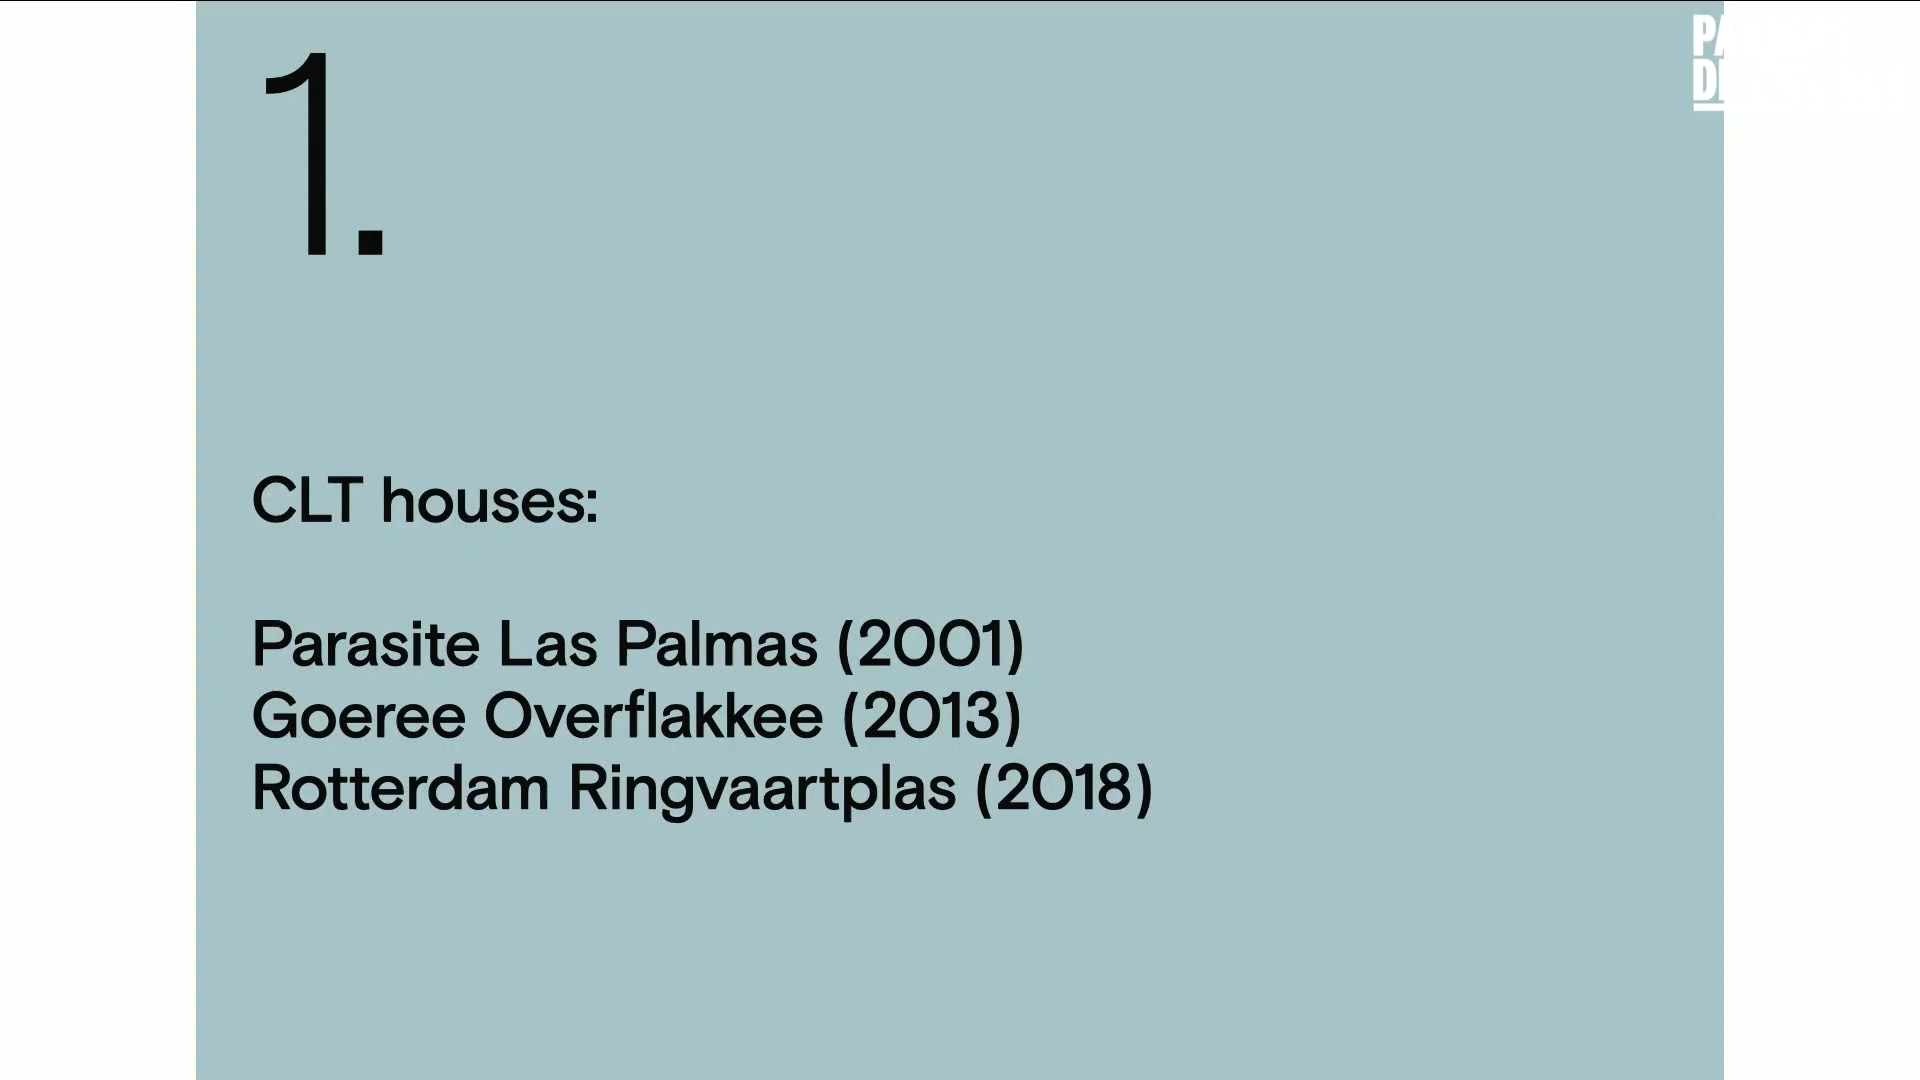 1.
CLT houses:
Parasite Las Palmas (2001)
Goeree Overflakkee (2013)
Rotterdam Ringvaartplas (2018)